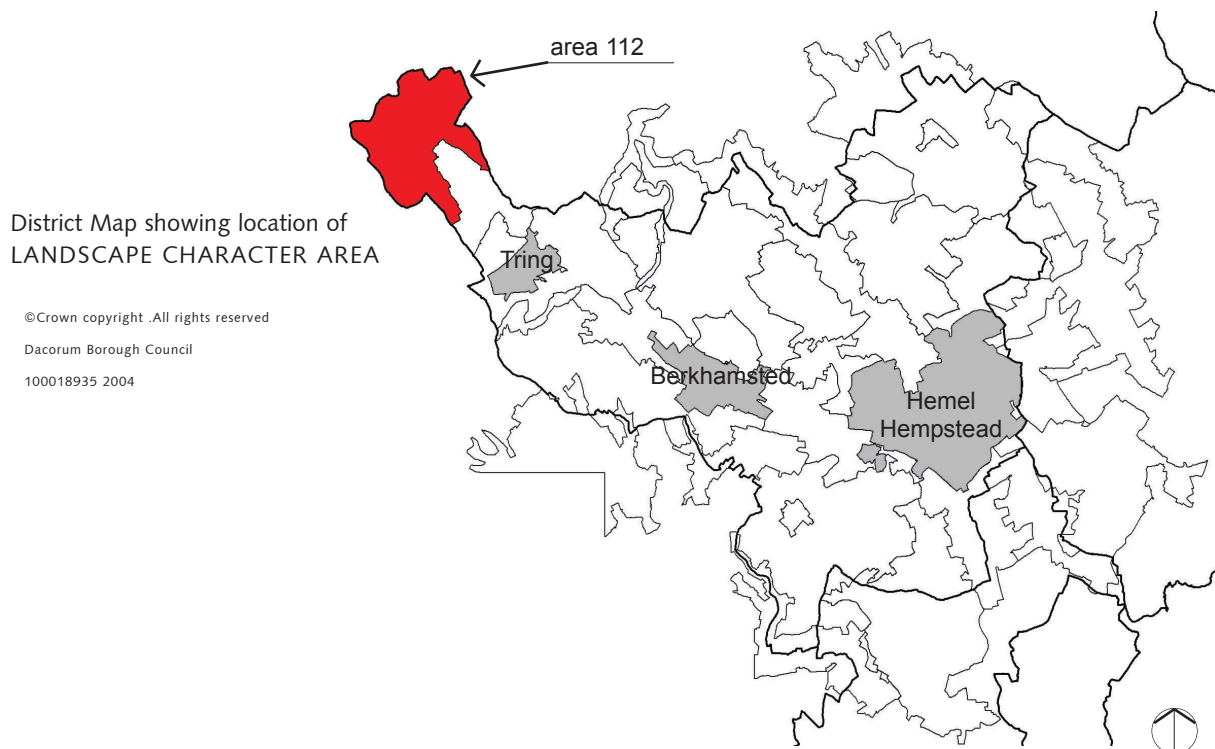 area 112
District Map showing location of
LANDSCAPE CHARACTER AREA
©Crown copyright .All rights reserved
Dacorum Borough Council
100018935 2004
Tring
Berkhamsted
Hemel
Hempstead